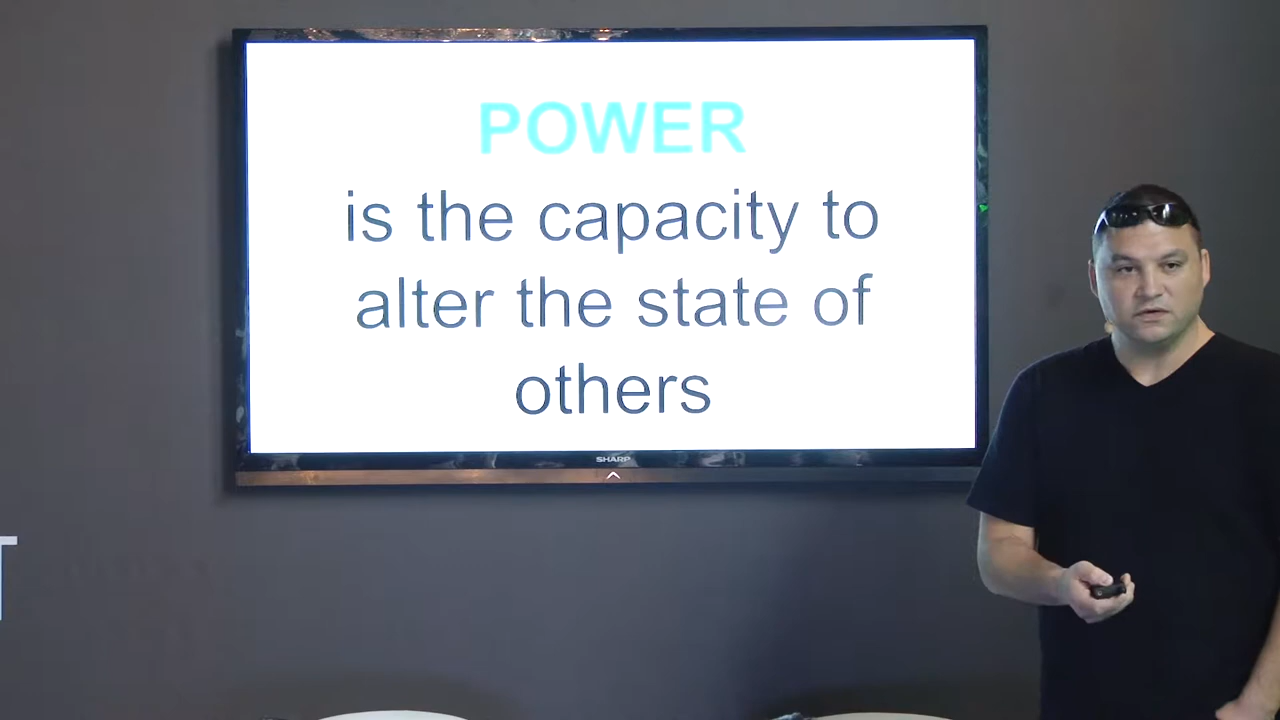 POWER
is the capacity to
alter the state of
others
SHARP
T